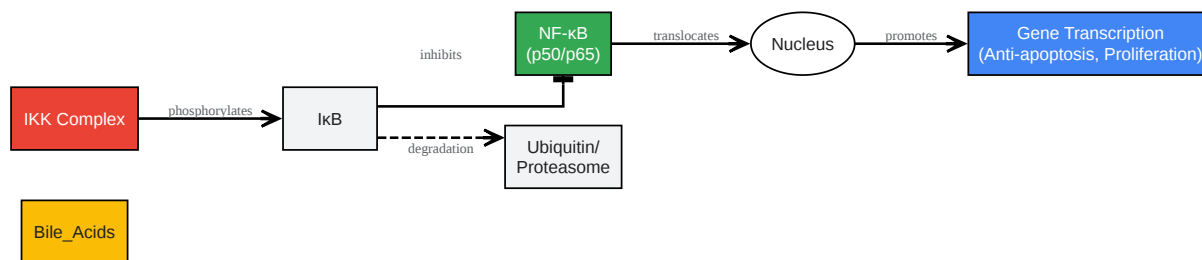 NF-κB
(p50/p65)
translocates
Nucleus
promotes
Gene Transcription
(Anti-apoptosis, Proliferation)
inhibits
IKK Complex
phosphorylates
IκB
degradation
Ubiquitin/
Proteasome
Bile_Acids